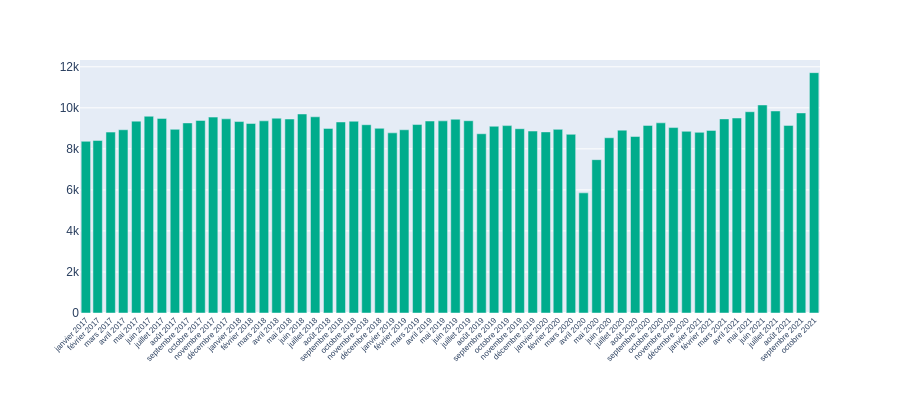 12k
10k
8k
6k
4k
2k
0
janvier 2017
février 2017
mars 2017
avril 2017
mai 2017
juin 2017
juillet 2017
août 2017
septembre 2017
octobre 2017
novembre 2017
décembre 2017
janvier 2018
février 2018
mars 2018
avril 2018
mai 2018
juin 2018
juillet 2018
août 2018
septembre 2018
octobre 2018
novembre 2018
décembre 2018
janvier 2019
février 2019
mars 2019
avril 2019
mai 2019
juin 2019
juillet 2019
août 2019
septembre 2019
octobre 2019
novembre 2019
décembre 2019
janvier 2020
février 2020
mars 2020
avril 2020
mai 2020
juin 2020
juillet 2020
août 2020
septembre 2020
octobre 2020
novembre 2020
décembre 2020
janvier 2021
février 2021
mars 2021
avril 2021
mai 2021
juin 2021
juillet 2021
août 2021
septembre 2021
octobre 2021